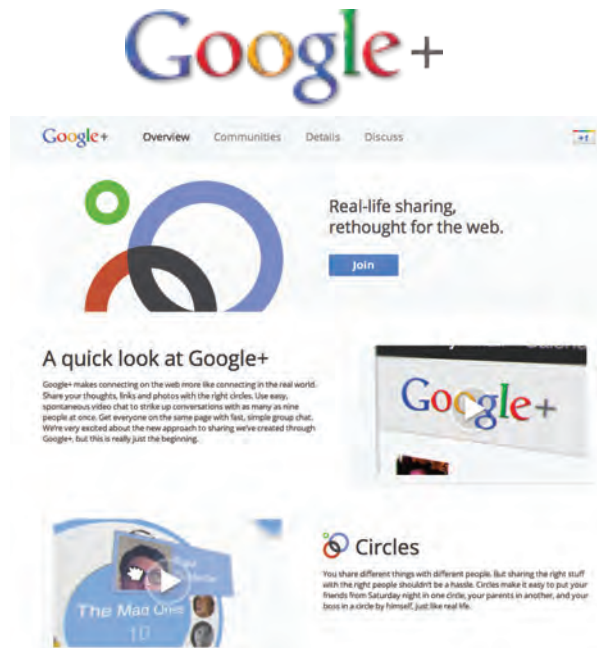 Google+
Google+ Overview Communities Details Discuss +1
Real-life sharing,
rethought for the web.
Join
A quick look at Google+
Google+ makes connecting on the web more like connecting in the real world.
Share your thoughts, links and photos with the right circles. Use easy,
spontaneous video chat to strike up conversations with as many as nine
people at once. Get everyone on the same page with fast, simple group chat.
We're very excited about the new approach to sharing we've created through
Google+, but this is really just the beginning.
Google+
Circles
You share different things with different people. But sharing the right stuff
with the right people shouldn't be a hassle. Circles make it easy to put your
friends from Saturday night in one circle, your parents in another, and your
boss in a circle by himself, just like real life.
The Mad Ones
10